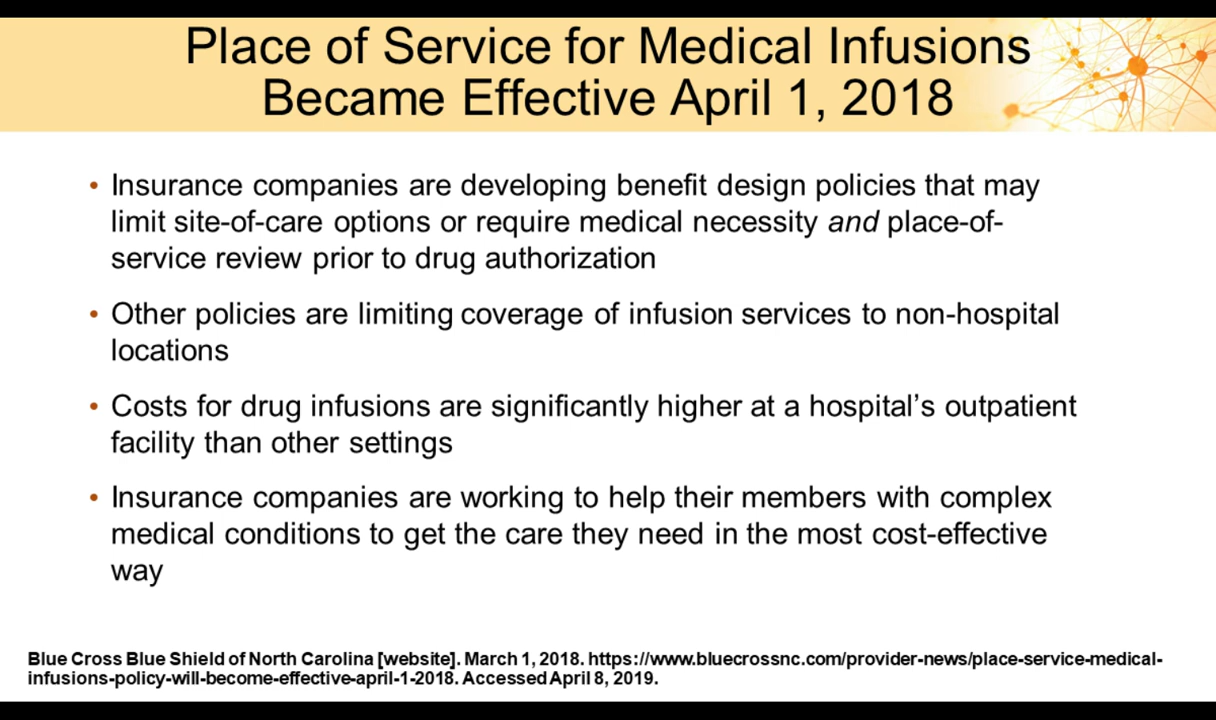 Place of Service for Medical Infusions
Became Effective April 1, 2018
• Insurance companies are developing benefit design policies that may
limit site-of-care options or require medical necessity and place-of-
service review prior to drug authorization
• Other policies are limiting coverage of infusion services to non-hospital
locations
• Costs for drug infusions are significantly higher at a hospital’s outpatient
facility than other settings
• Insurance companies are working to help their members with complex
medical conditions to get the care they need in the most cost-effective
way
Blue Cross Blue Shield of North Carolina [website]. March 1, 2018. https://www.bluecrossnc.com/provider-news/place-service-medical-
infusions-policy-will-become-effective-april-1-2018. Accessed April 8, 2019.